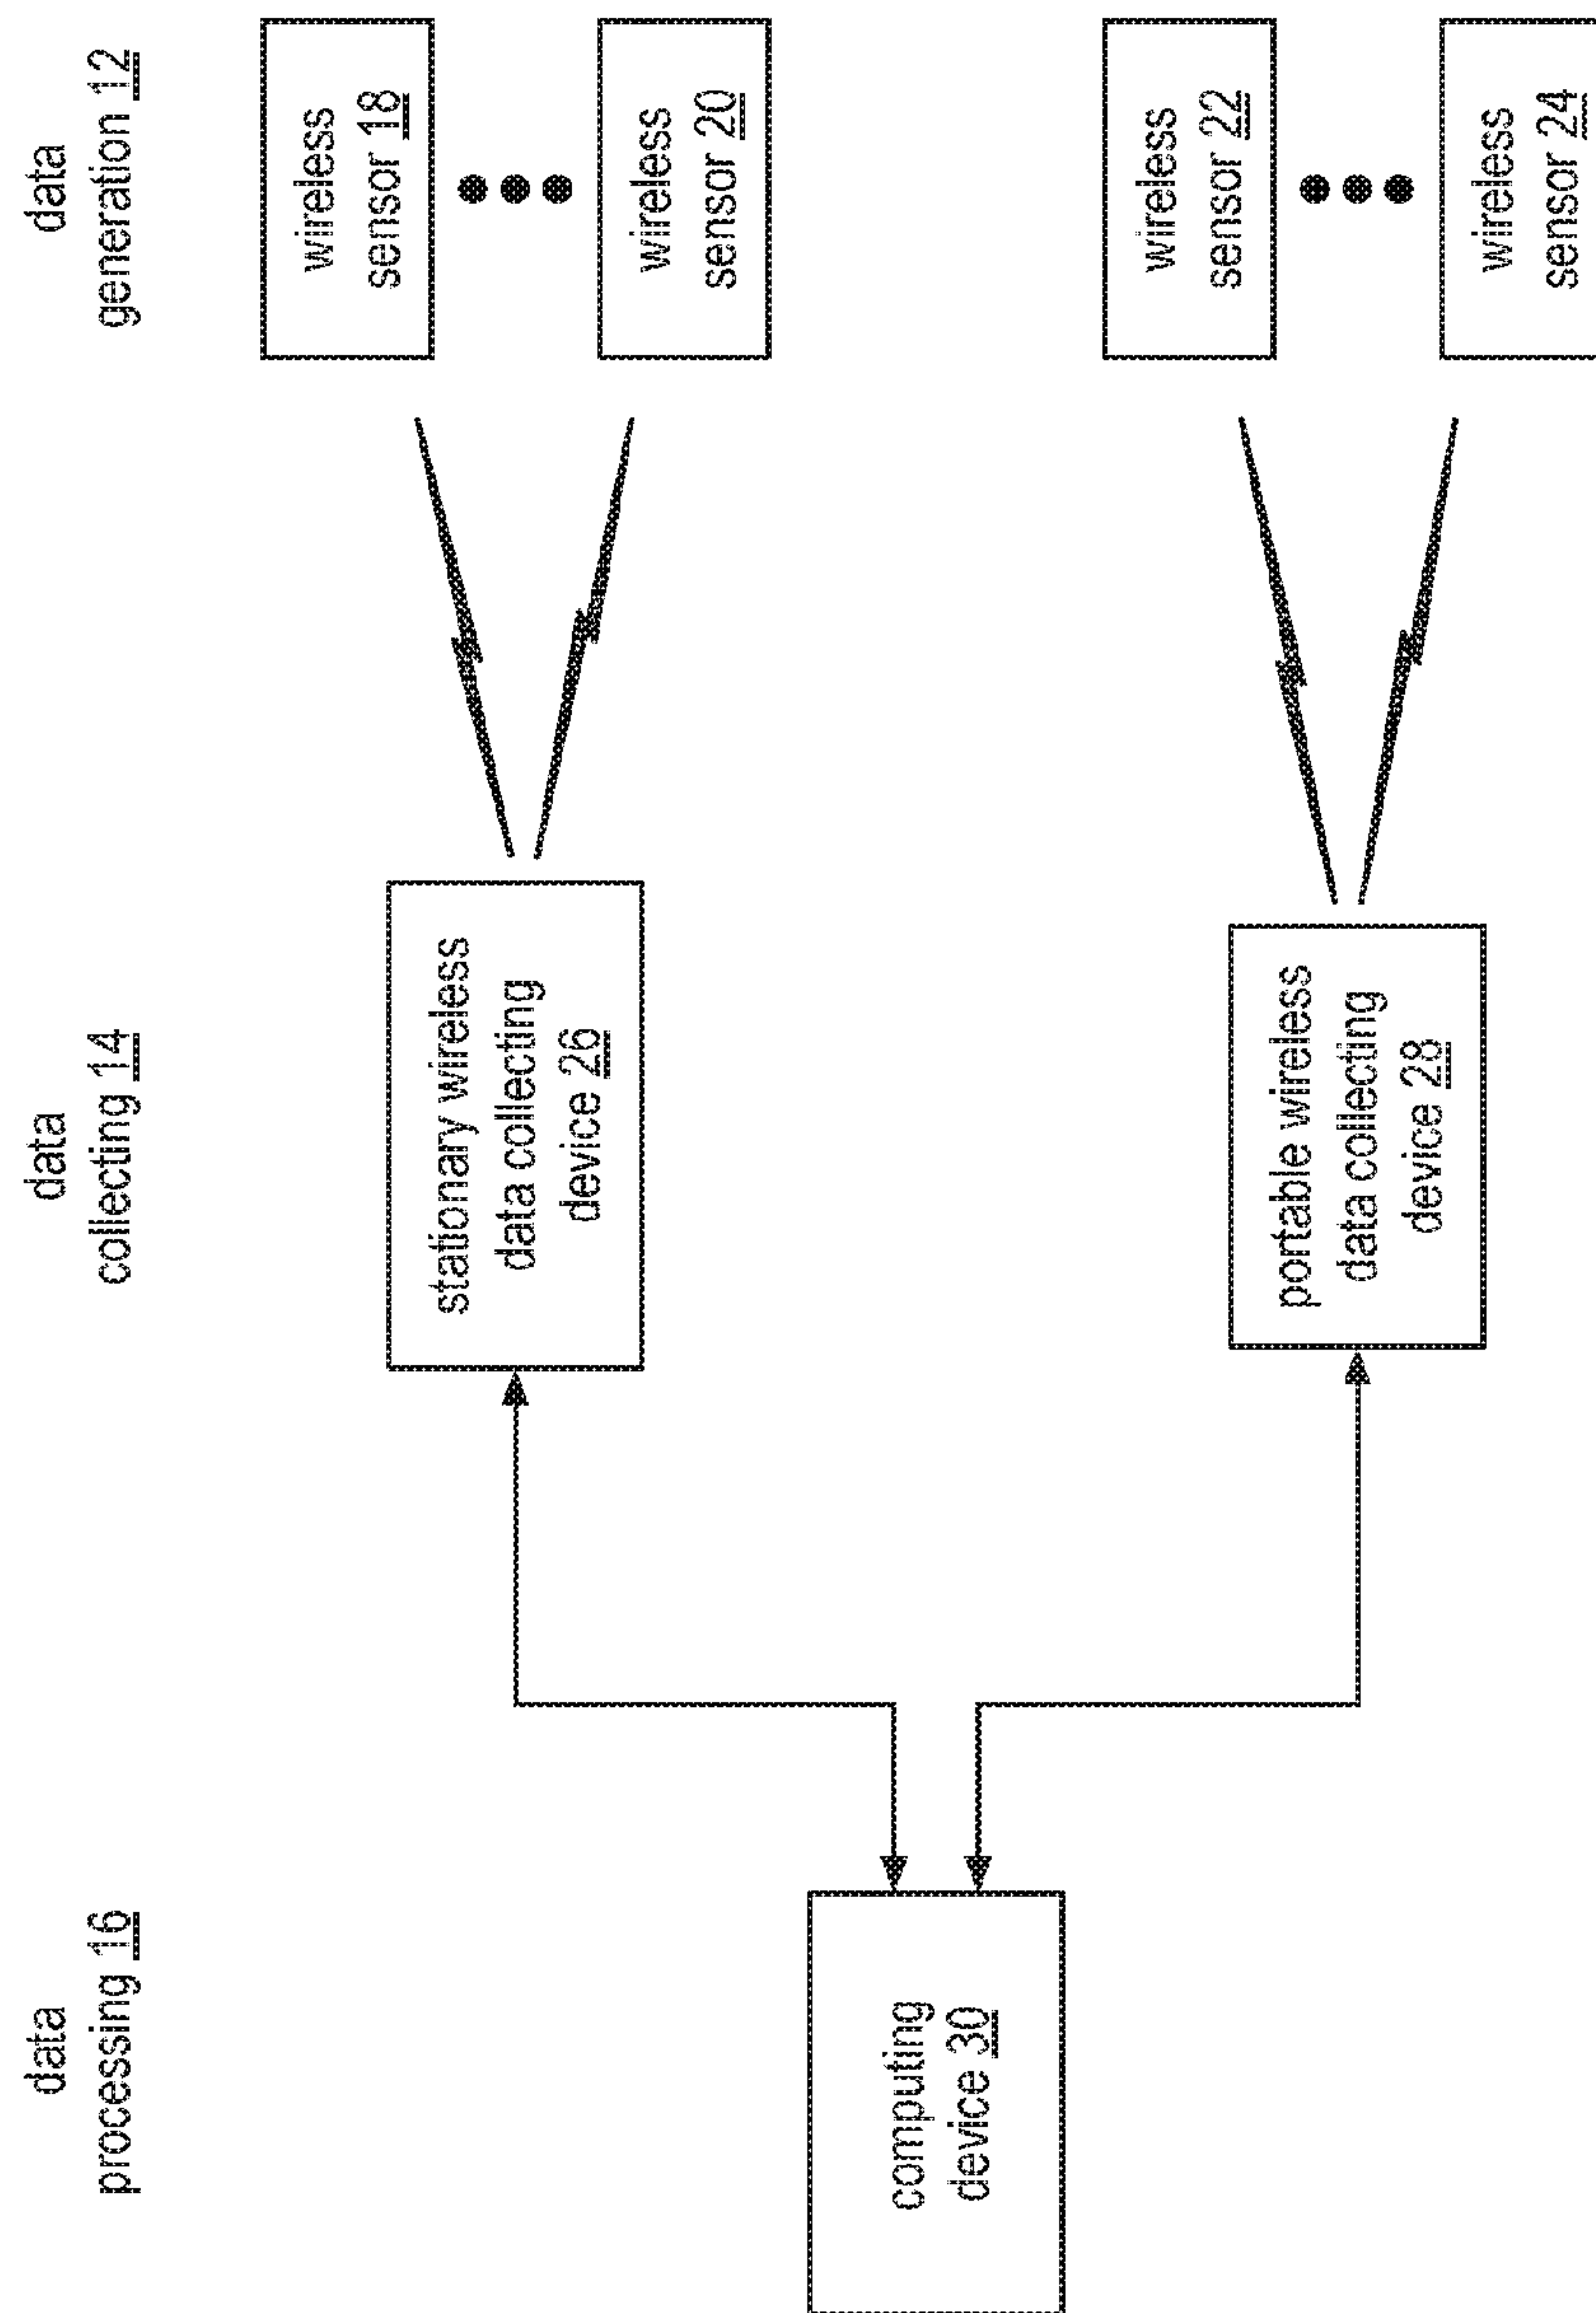 data
processing 16
data
collecting 14
data
generation 12
computing
device 30
stationary wireless
data collecting
device 26
wireless
sensor 18
wireless
sensor 20
portable wireless
data collecting
device 28
wireless
sensor 22
wireless
sensor 24